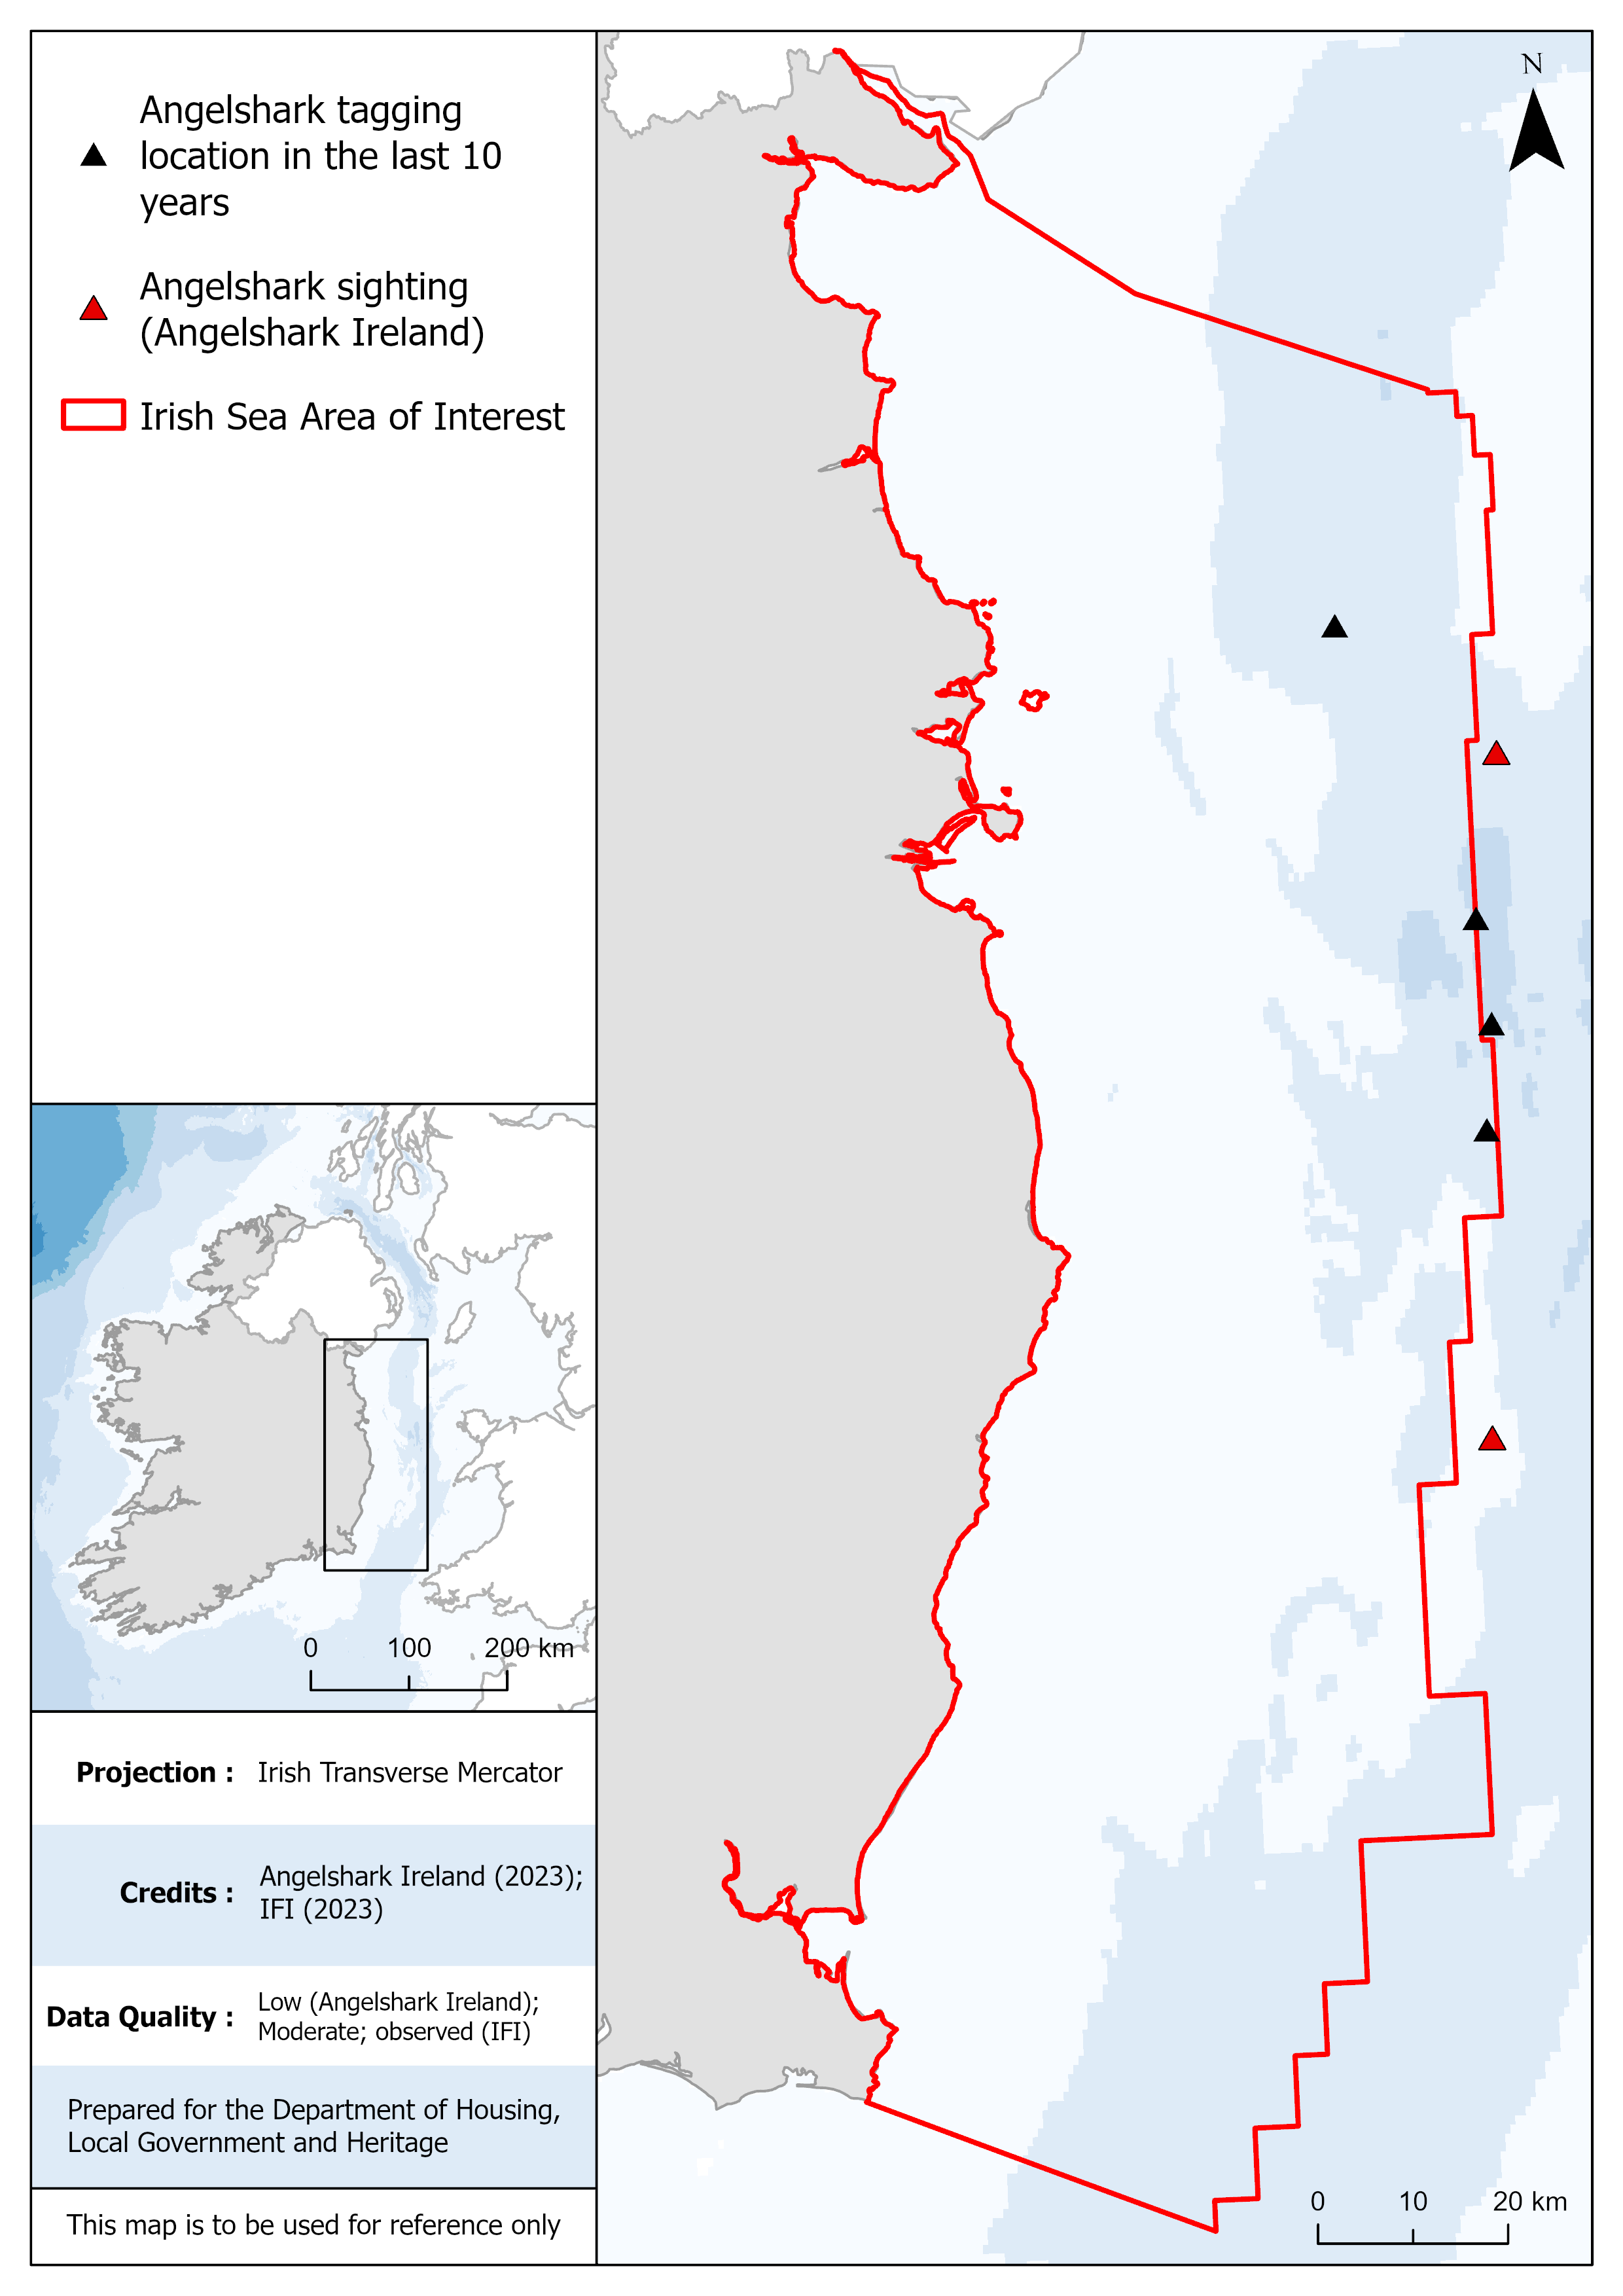 Angelshark tagging
location in the last 10
years
Angelshark sighting
(Angelshark Ireland)
Irish Sea Area of Interest
N
0 100 200 km
Projection : Irish Transverse Mercator
Credits : Angelshark Ireland (2023);
IFI (2023)
Data Quality : Low (Angelshark Ireland);
Moderate; observed (IFI)
Prepared for the Department of Housing,
Local Government and Heritage
This map is to be used for reference only
0 10 20 km